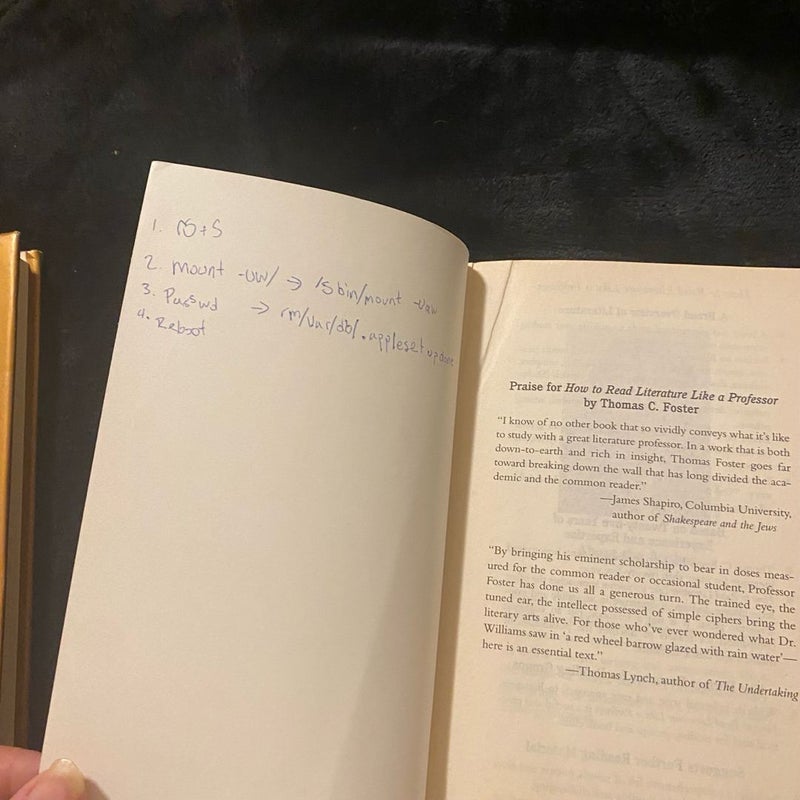 1. ⌘+S
2. mount -uw/ → /sbin/mount -uaw
3. Passwd → rm/var/db/.applesetupdone
4. Reboot
Praise for How to Read Literature Like a Professor
by Thomas C. Foster
“I know of no other book that so vividly conveys what it's like
to study with a great literature professor. In a work that is both
down-to-earth and rich in insight, Thomas Foster goes far
toward breaking down the wall that has long divided the aca-
demic and the common reader.”
—James Shapiro, Columbia University,
author of Shakespeare and the Jews
“By bringing his eminent scholarship to bear in doses meas-
ured for the common reader or occasional student, Professor
Foster has done us all a generous turn. The trained eye, the
tuned ear, the intellect possessed of simple ciphers bring the
literary arts alive. For those who've ever wondered what Dr.
Williams saw in ‘a red wheel barrow glazed with rain water’—
here is an essential text.”
—Thomas Lynch, author of The Undertaking